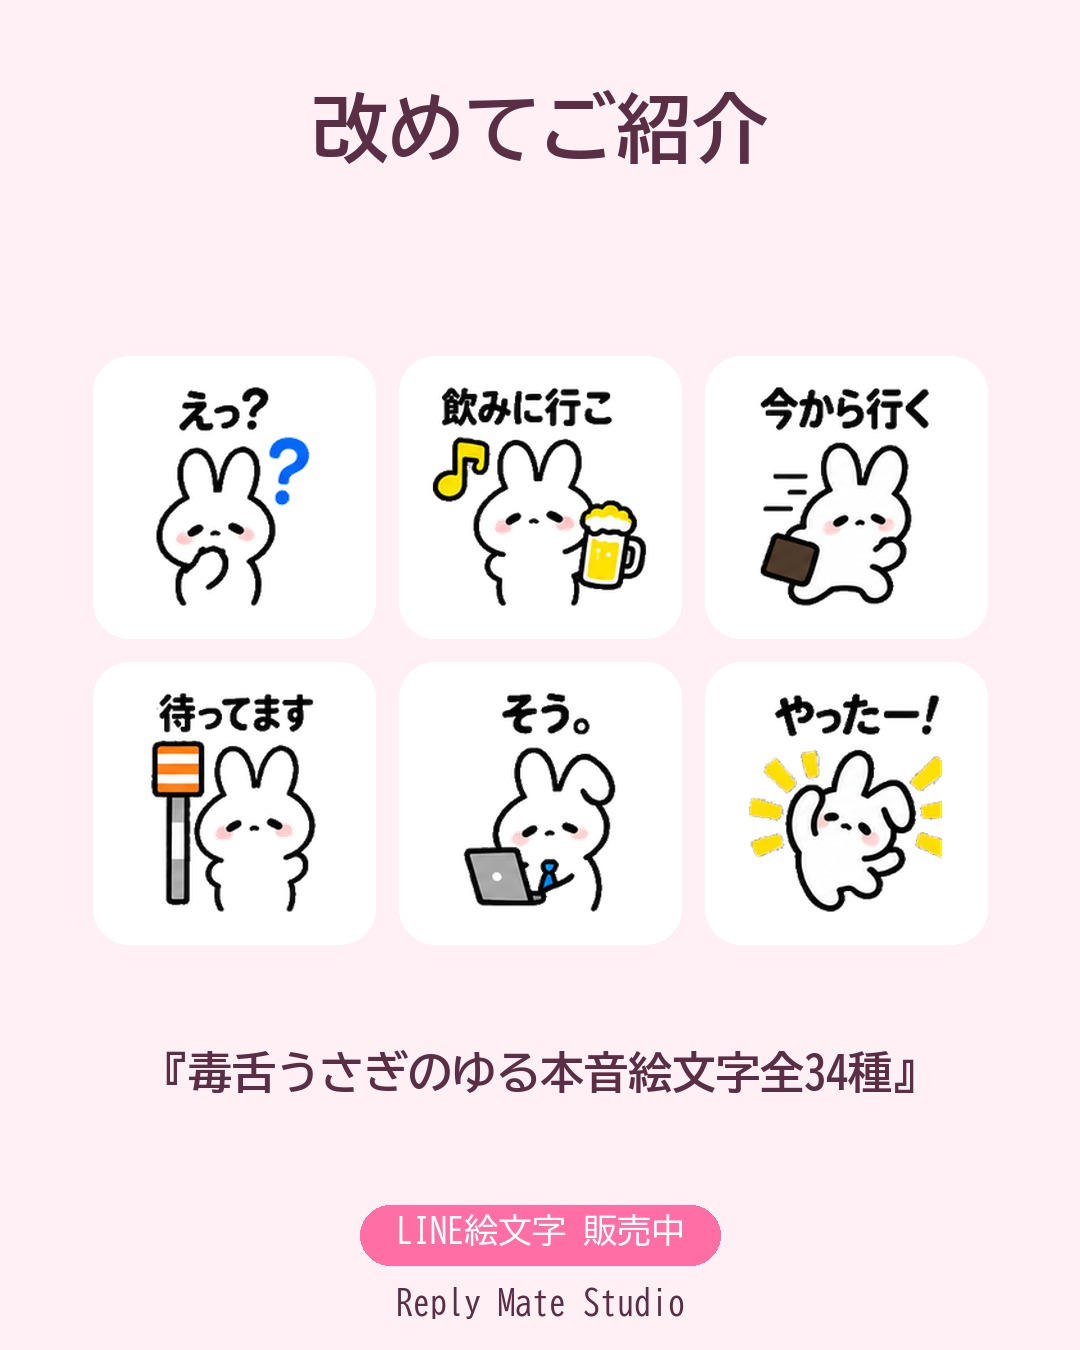 改めてご紹介
えっ?
?
飲みに行こ
今から行く
待ってます
そう。
やったー!
『毒舌うさぎのゆる本音絵文字全34種』
LINE絵文字 販売中
Reply Mate Studio